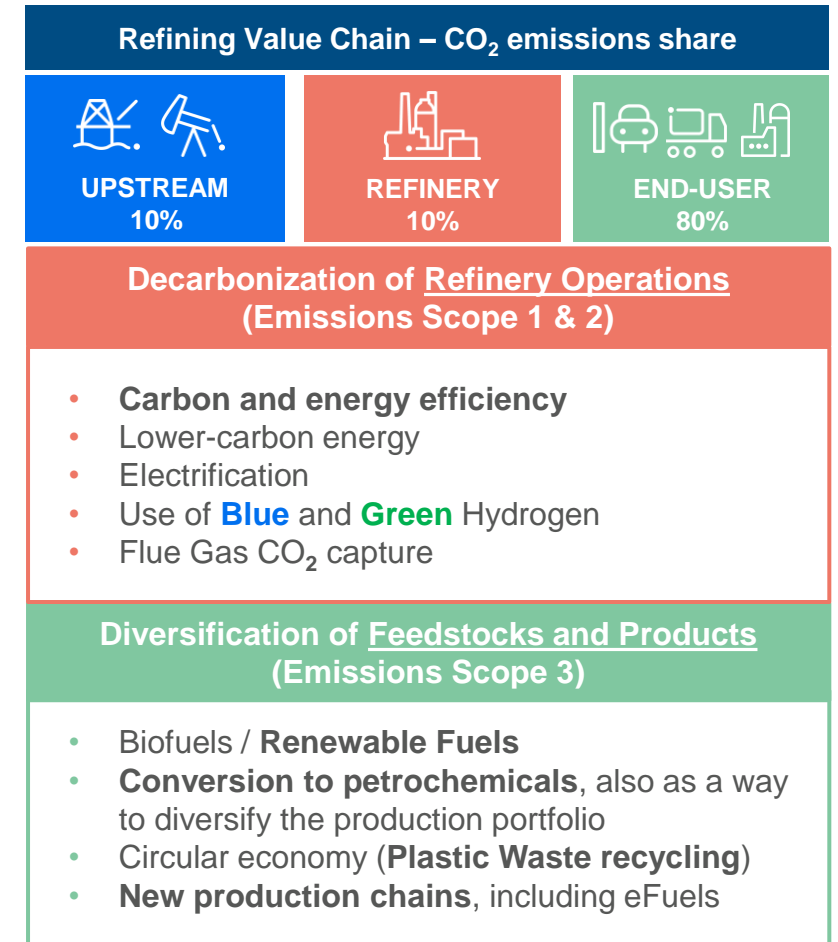 Refining Value Chain – CO₂ emissions share
UPSTREAM
10%
REFINERY
10%
END-USER
80%
Decarbonization of Refinery Operations
(Emissions Scope 1 & 2)
• Carbon and energy efficiency
• Lower-carbon energy
• Electrification
• Use of Blue and Green Hydrogen
• Flue Gas CO₂ capture
Diversification of Feedstocks and Products
(Emissions Scope 3)
• Biofuels / Renewable Fuels
• Conversion to petrochemicals, also as a way
to diversify the production portfolio
• Circular economy (Plastic Waste recycling)
• New production chains, including eFuels